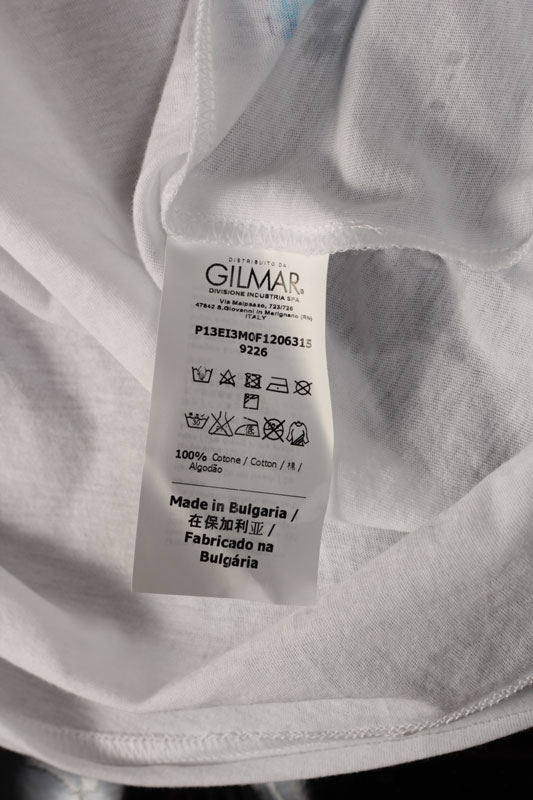 DISTRIBUITO DA:
GILMAR®
DIVISIONE INDUSTRIA SPA
Via Malpasso, 723/725
47842 S.Giovanni in Marignano (RN)
ITALY
P13EI3M0F1206315
9226
30
100% Cotone / Cotton / 棉 /
Algodão
Made in Bulgaria /
在保加利亚 /
Fabricado na
Bulgária